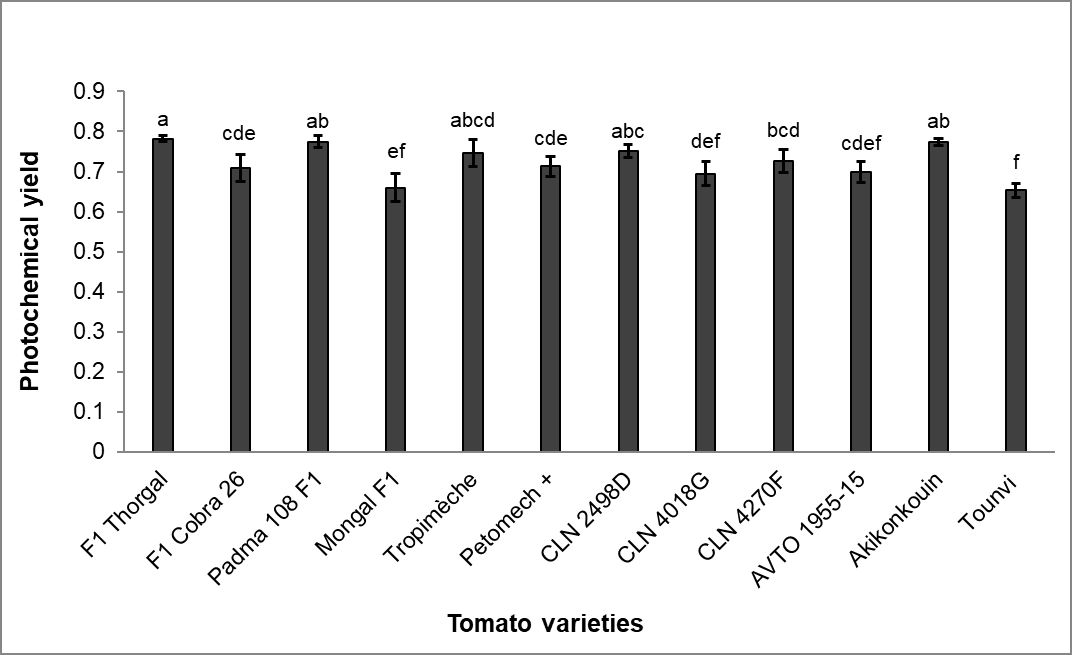 0.9
0.8
0.7
0.6
0.5
0.4
0.3
0.2
0.1
0
Photochemical yield
a
cde
ab
ef
abcd
cde
abc
def
bcd
cdef
ab
f
F1 Thorgal
F1 Cobra 26
Padma 108 F1
Mongal F1
Tropimèche
Petomech +
CLN 2498D
CLN 4018G
CLN 4270F
AVTO 1955-15
Akikonkouin
Tounvi
Tomato varieties